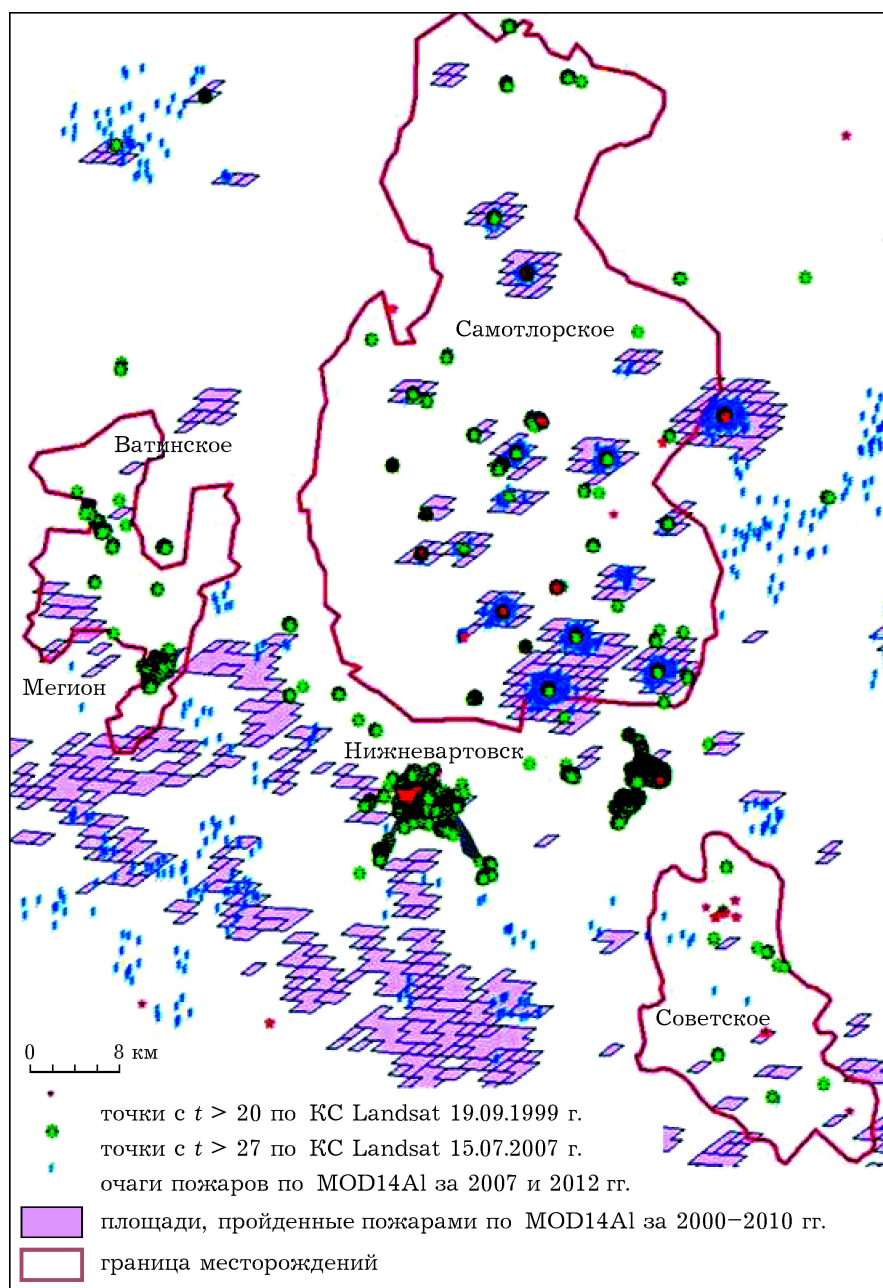 Самотлорское
Ватинское
Мегион
Нижневартовск
Советское
0 8 км
точки с t > 20 по КС Landsat 19.09.1999 г.
точки с t > 27 по КС Landsat 15.07.2007 г.
очаги пожаров по MOD14Al за 2007 и 2012 гг.
площади, пройденные пожарами по MOD14Al за 2000−2010 гг.
граница месторождений